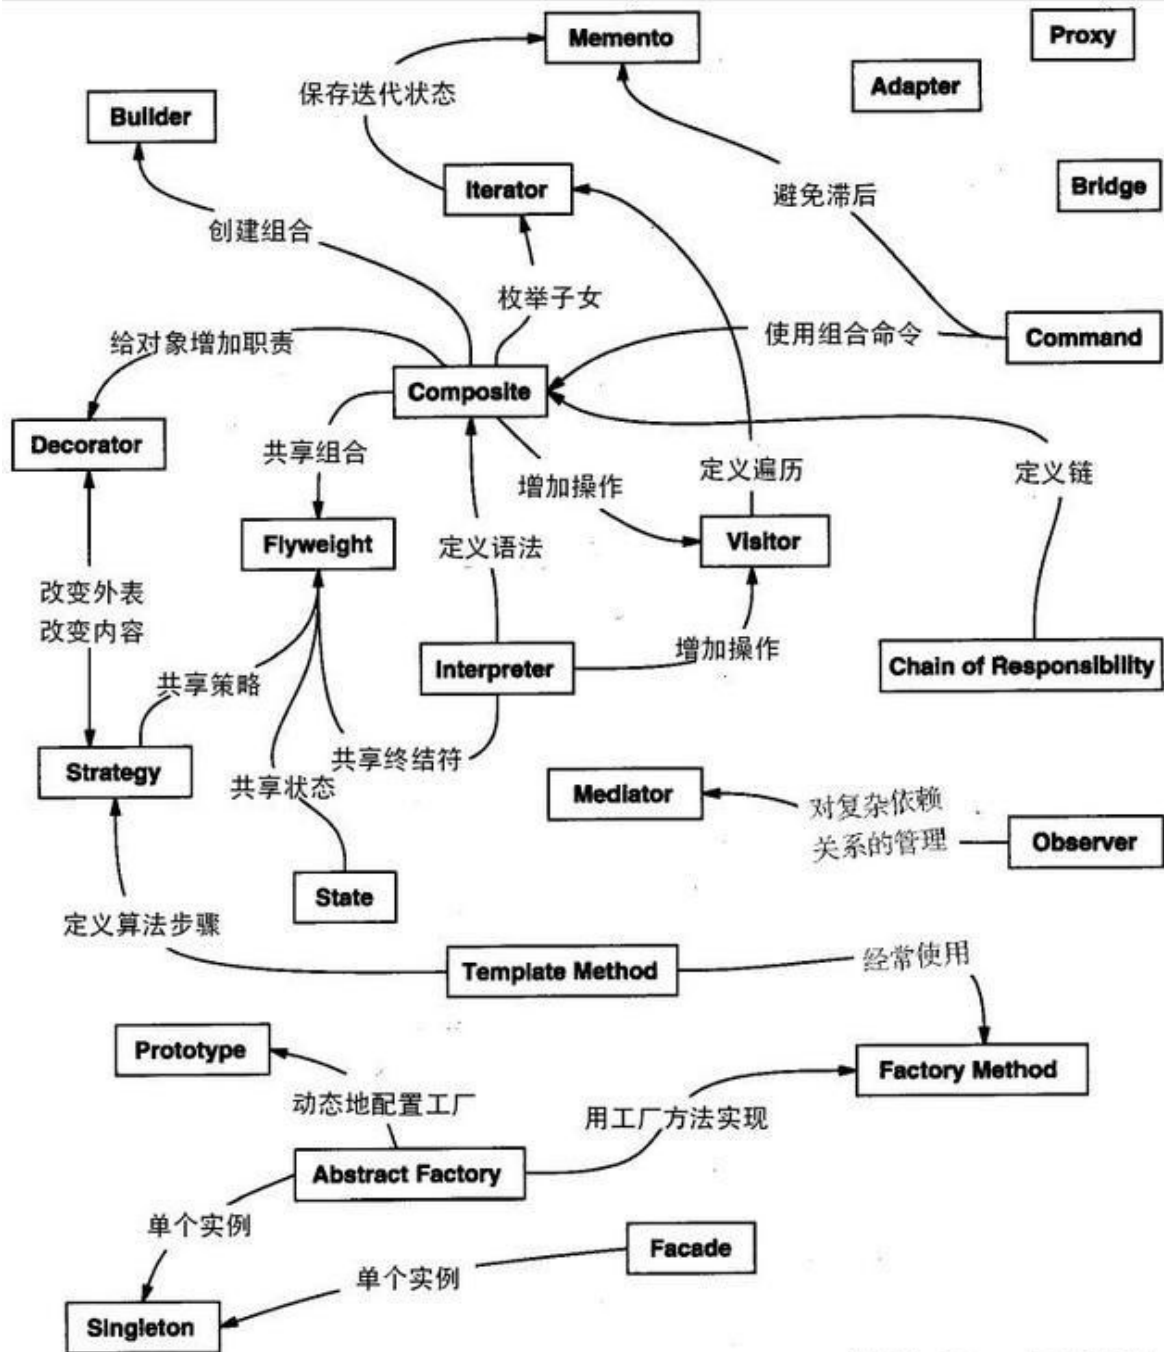 Memento
Proxy
Adapter
保存迭代状态
Builder
Iterator
避免滞后
Bridge
创建组合
枚举子女
给对象增加职责
使用组合命令
Command
Composite
Decorator
共享组合
增加操作
定义遍历
定义链
Flyweight
定义语法
Visitor
改变外表
改变内容
增加操作
共享策略
Interpreter
Chain of Responsibility
Strategy
共享状态
共享终结符
Mediator
对复杂依赖
关系的管理
Observer
State
定义算法步骤
Template Method
经常使用
Prototype
Factory Method
动态地配置工厂
用工厂方法实现
Abstract Factory
单个实例
Facade
单个实例
Singleton